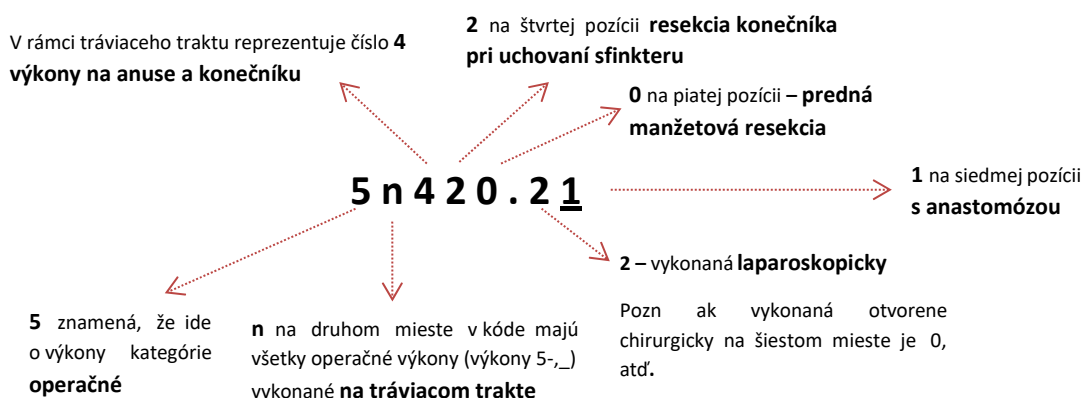 V rámci tráviaceho traktu reprezentuje číslo 4
výkony na anuse a konečníku
2 na štvrtej pozícii resekcia konečníka
pri uchovaní sfinkteru
0 na piatej pozícii – predná
manžetová resekcia
5 n 4 2 0 . 2 1
1 na siedmej pozícii
s anastomózou
2 – vykonaná laparoskopicky
Pozn ak vykonaná otvorene
chirurgicky na šiestom mieste je 0,
atď.
5 znamená, že ide
o výkony kategórie
operačné
n na druhom mieste v kóde majú
všetky operačné výkony (výkony 5-,_)
vykonané na tráviacom trakte